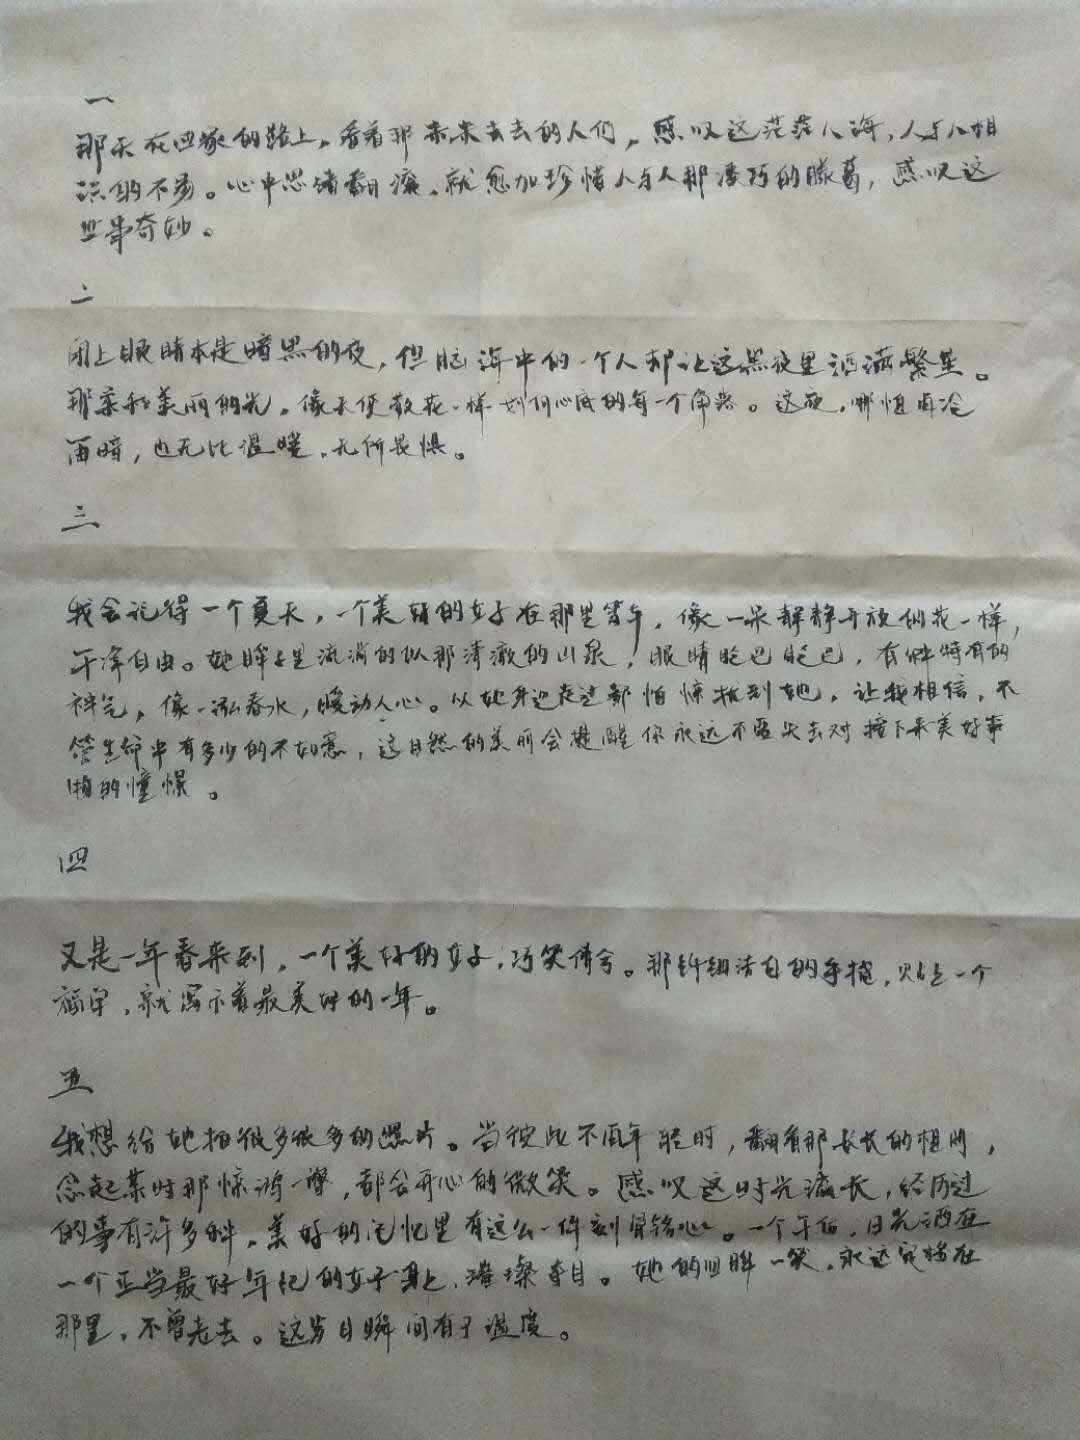 一
那天在回家的路上，看着那来来去去的人们，感叹这茫茫人海，人与人相
识的不易。心中思绪翻滚，就愈加珍惜人与人那凑巧的朦胧，感叹这
世事奇妙。
二
闭上眼睛本是暗黑的夜，但脑海中的一个人却让这黑夜里洒满繁星。
那柔和美丽的光，像天使散花一样 心底的每一个角落。这夜，哪怕再冷
再暗，也无比温暖，无所畏惧。
三
我会记得一个夏天，一个美好的女子在那里等车，像一朵静静开放的花一样，
干净自由。她眸子里流淌的似那清澈的山泉，眼睛眨巴眨巴，有种特有的
神气，像一泓春水，暖动人心。从她身边走过都怕惊扰到她，让我相信，不
管生命中有多少的不如意，这自然的美丽会提醒你永远不要失去对接下来美好事
物的憧憬。
四
又是一年春来到，一个美好的女子，巧笑倩兮。那纤细洁白的手指，贴上一个
福字，就写示着最美好的一年。
五
我想给她拍很多很多的照片。当彼此不再年轻时，翻看那长长的相册，
念起某时那惊鸿一瞥，都会开心的微笑。感叹这时光漫长，经历过
的事有许多种，美好的记忆里有这么一件刻骨铭心。一个午后，日光洒在
一个正当最好年纪的女子身上，璀璨夺目。她的回眸一笑，永远定格在
那里，不曾老去。这岁月瞬间有了温度。